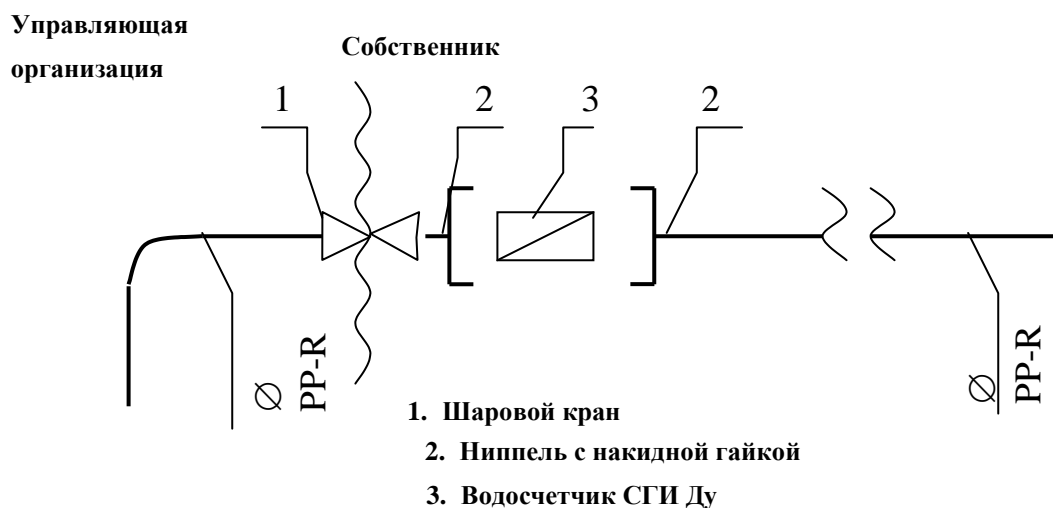 Управляющая
организация
Собственник
1
2
3
2
Ø
PP-R
Ø
PP-R
1. Шаровой кран
2. Ниппель с накидной гайкой
3. Водосчетчик СГИ Ду